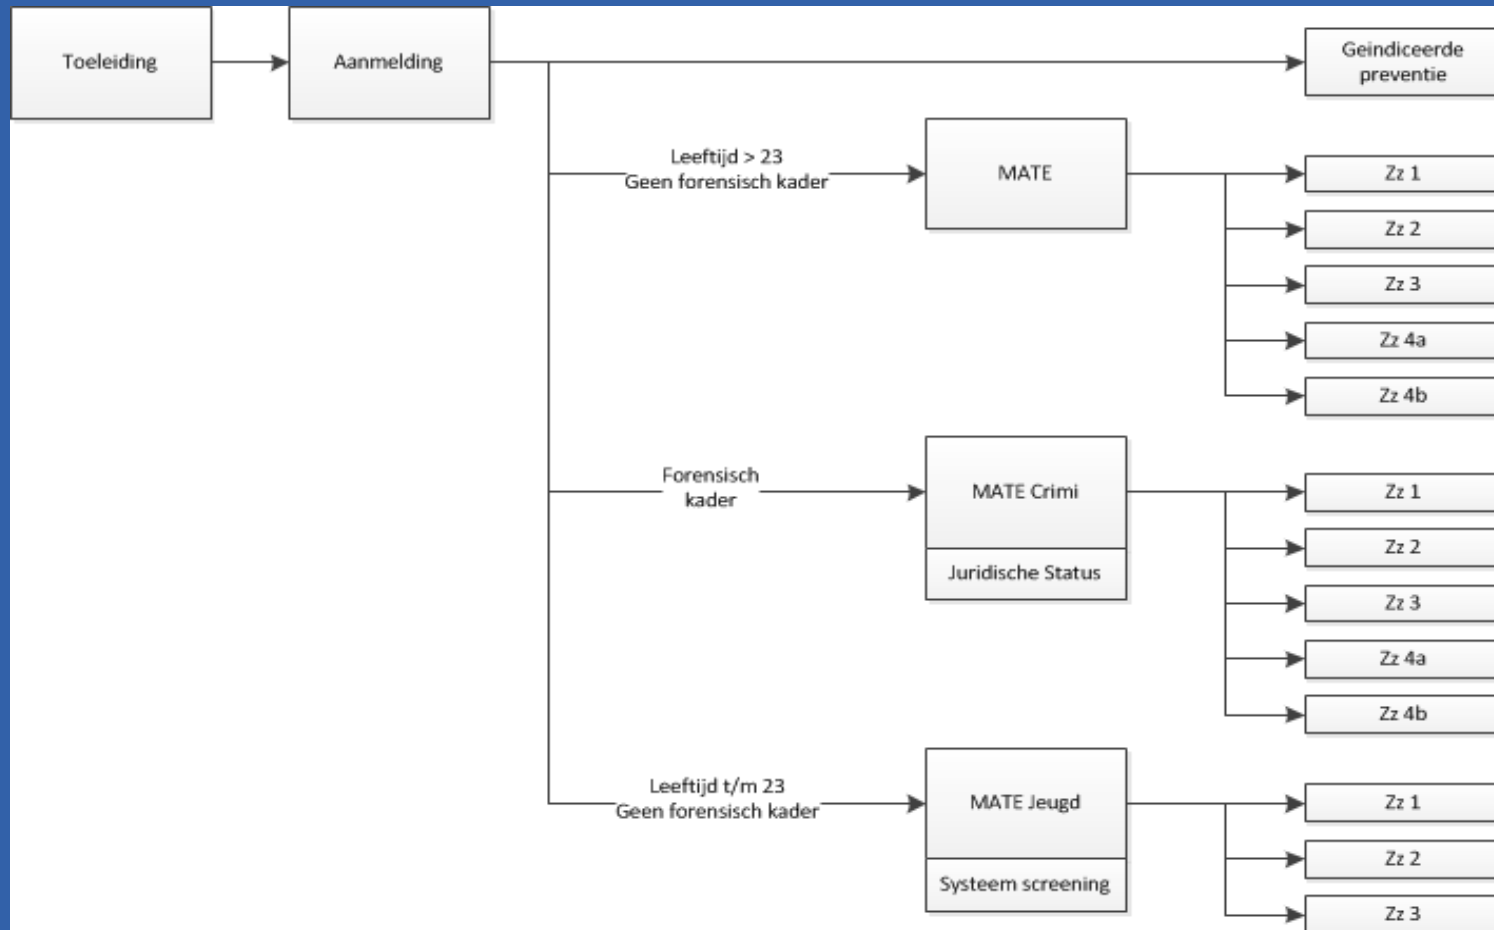 Toeleiding
Aanmelding
Geindiceerde
preventie
Leeftijd > 23
Geen forensisch kader
MATE
Zz 1
Zz 2
Zz 3
Zz 4a
Zz 4b
Forensisch
kader
MATE Crimi
Juridische Status
Zz 1
Zz 2
Zz 3
Zz 4a
Zz 4b
Leeftijd t/m 23
Geen forensisch kader
MATE Jeugd
Systeem screening
Zz 1
Zz 2
Zz 3